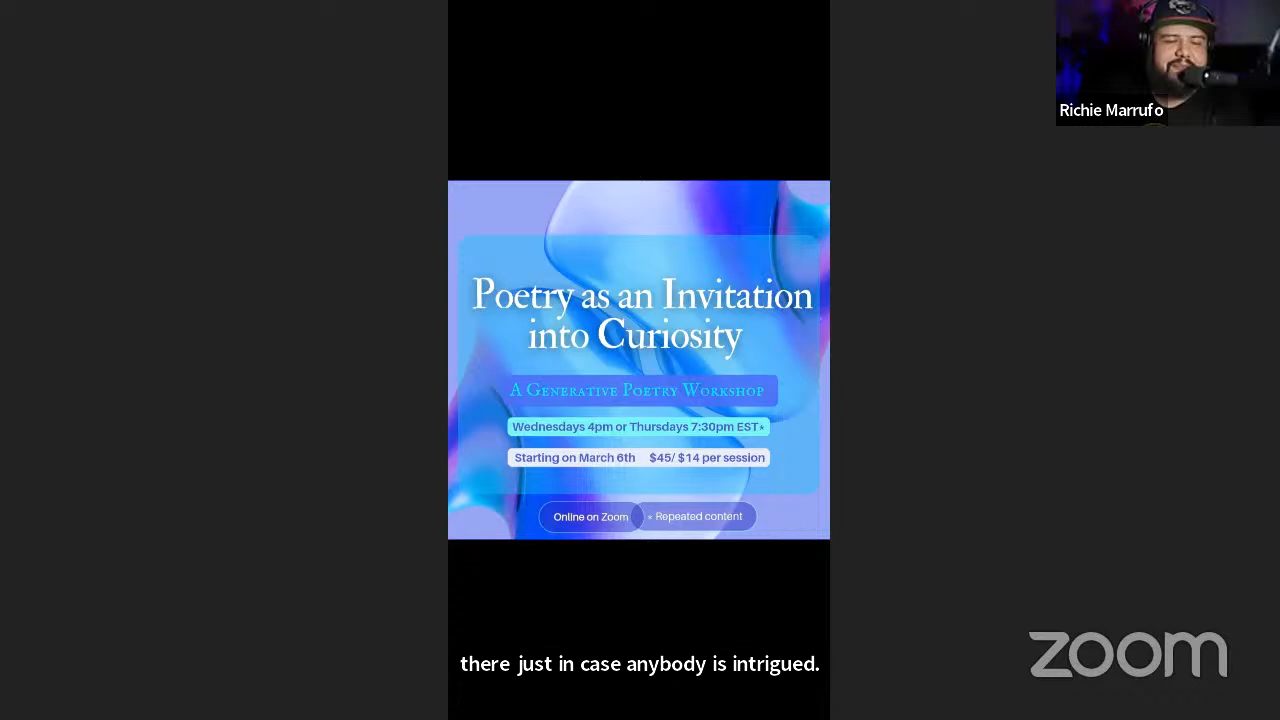 Richie Marrufo
Poetry as an Invitation
into Curiosity
A Generative Poetry Workshop
Wednesdays 4pm or Thursdays 7:30pm EST*
Starting on March 6th $45/ $14 per session
Online on Zoom * Repeated content
there just in case anybody is intrigued.
zoom